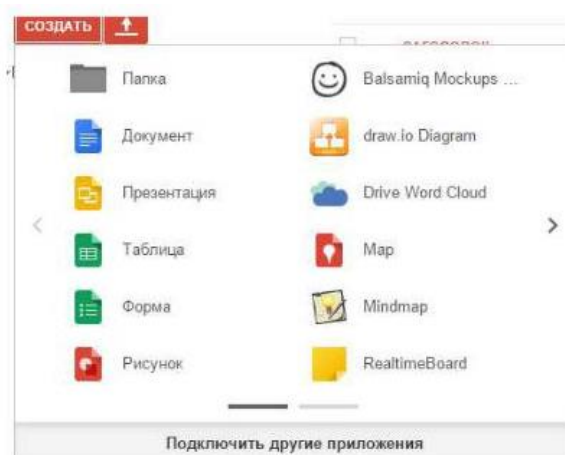 СОЗДАТЬ
Папка
Balsamiq Mockups ...
Документ
draw.io Diagram
Презентация
Drive Word Cloud
Таблица
Map
Форма
Mindmap
Рисунок
RealtimeBoard
Подключить другие приложения